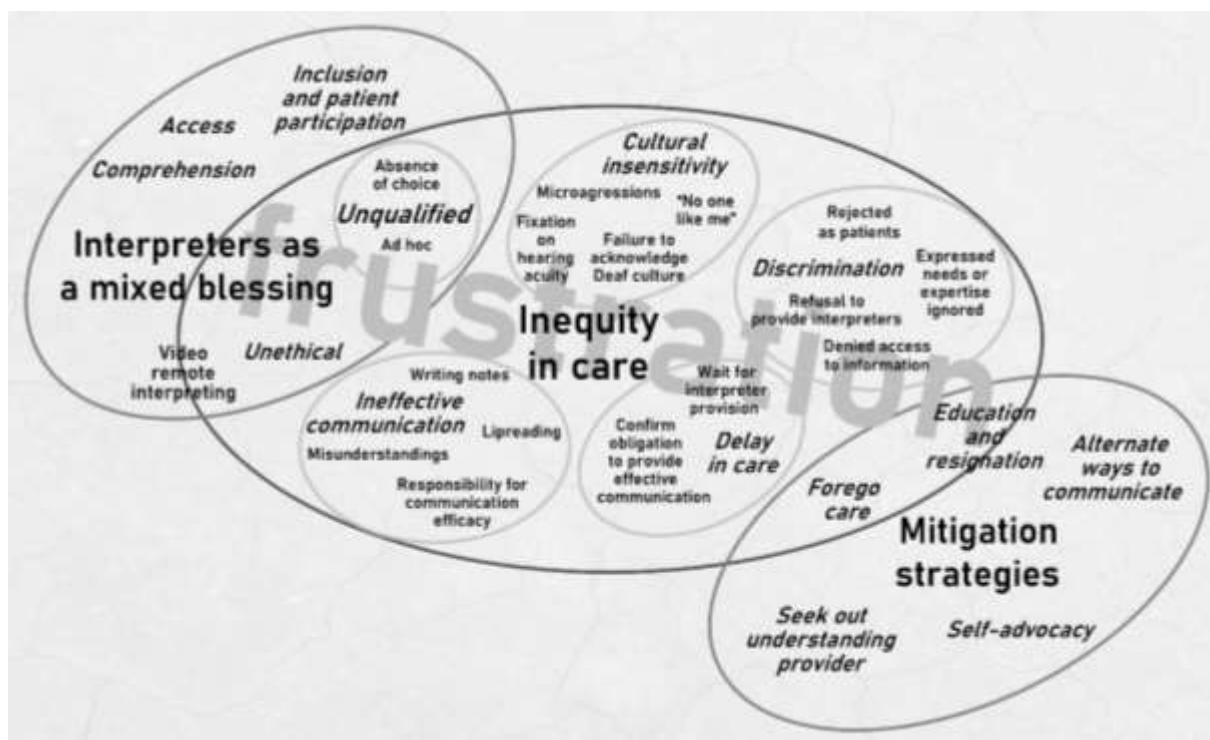 Inclusion
and patient
participation
Access
Comprehension
Absence
of choice
Unqualified
Ad hoc
Interpreters as
a mixed blessing
Video
remote
interpreting
Unethical
frustration
Cultural
insensitivity
Microagressions
"No one
like me"
Fixation
on
hearing
acuity
Failure to
acknowledge
Deaf culture
Rejected
as patients
Discrimination
Expressed
needs or
expertise
ignored
Refusal to
provide interpreters
Denied access
to information
Inequity
in care
Writing notes
Ineffective
communication
Lipreading
Misunderstandings
Responsibility for
communication
efficacy
Wait for
interpreter
provision
Confirm
obligation
to provide
effective
communication
Delay
in care
Education
and
resignation
Alternate
ways to
communicate
Forego
care
Mitigation
strategies
Seek out
understanding
provider
Self-advocacy